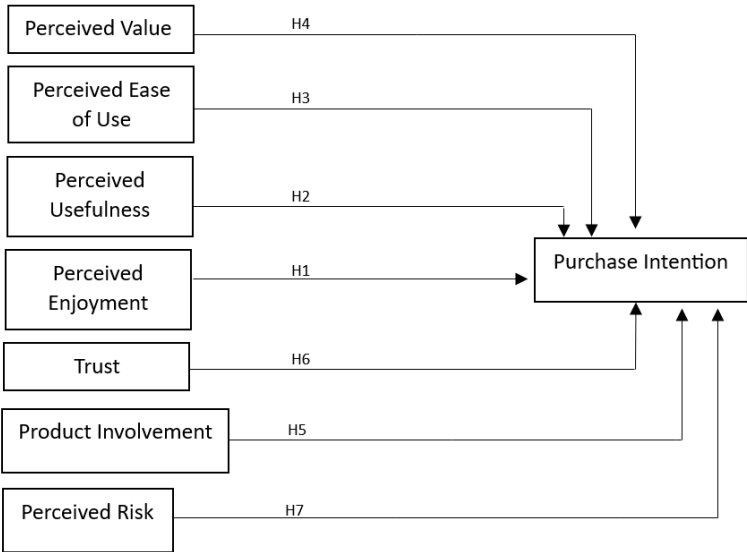 Perceived Value
H4
Perceived Ease
of Use
H3
Perceived
Usefulness
H2
Perceived
Enjoyment
H1
Purchase Intention
Trust
H6
Product Involvement
H5
Perceived Risk
H7